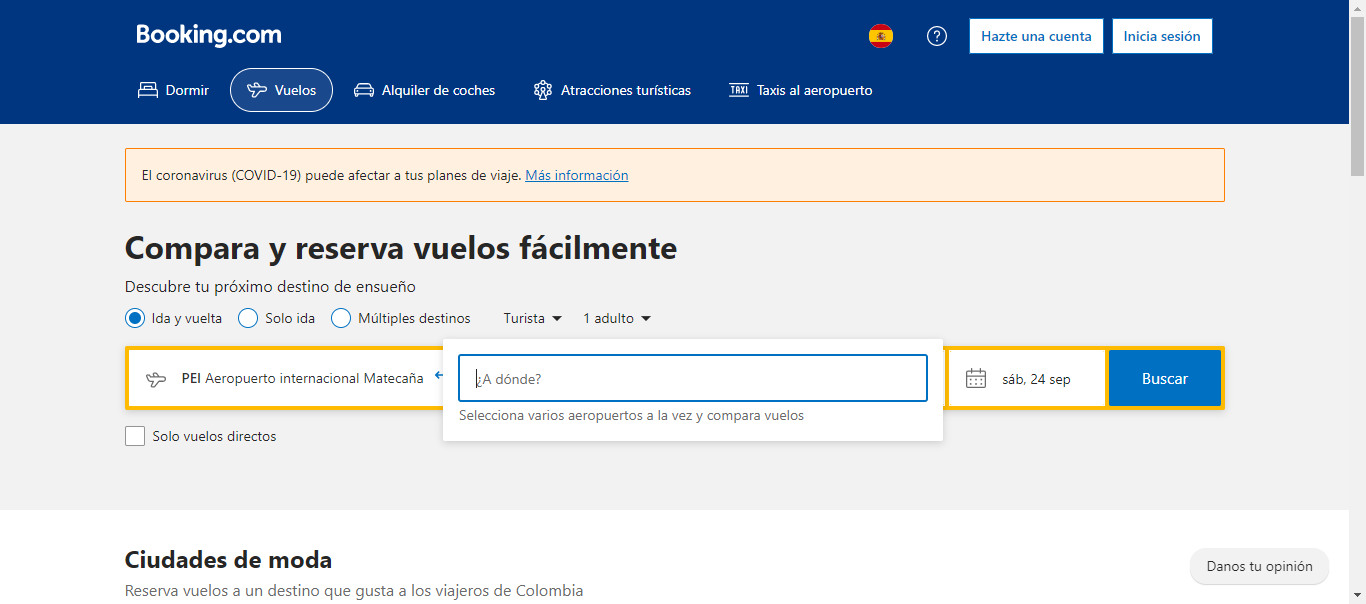 Booking.com
Hazte una cuenta
Inicia sesión
Dormir
Vuelos
Alquiler de coches
Atracciones turísticas
TAXI
Taxis al aeropuerto
El coronavirus (COVID-19) puede afectar a tus planes de viaje. Más información
Compara y reserva vuelos fácilmente
Descubre tu próximo destino de ensueño
Ida y vuelta
Solo ida
Múltiples destinos
Turista
1 adulto
PEI Aeropuerto internacional Matecaña
¿A dónde?
sáb, 24 sep
Buscar
Selecciona varios aeropuertos a la vez y compara vuelos
Solo vuelos directos
Ciudades de moda
Reserva vuelos a un destino que gusta a los viajeros de Colombia
Danos tu opinión